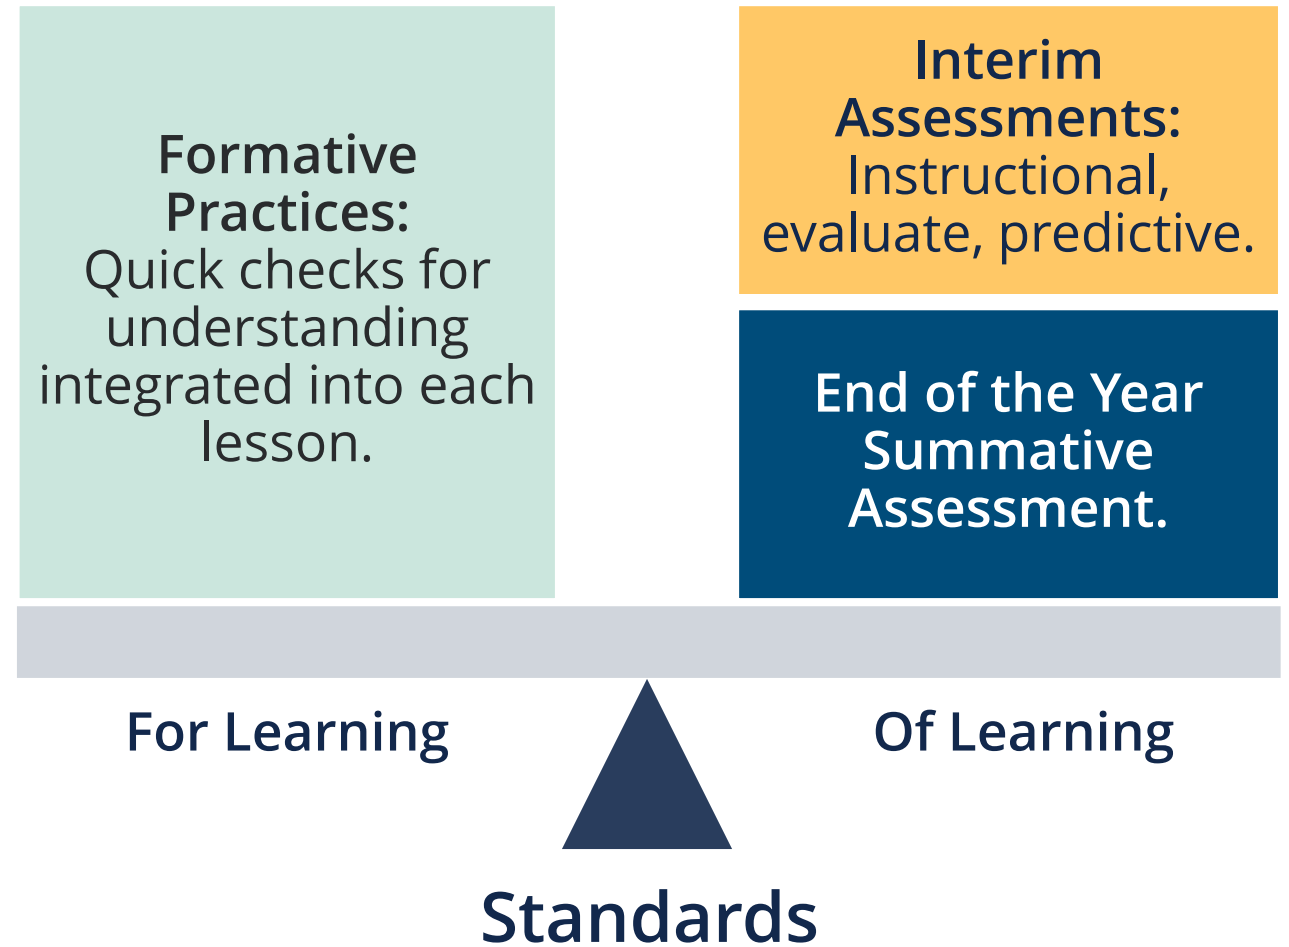 Formative
Practices:
Quick checks for
understanding
integrated into each
lesson.
Interim
Assessments:
Instructional,
evaluate, predictive.
End of the Year
Summative
Assessment.
For Learning
Of Learning
Standards